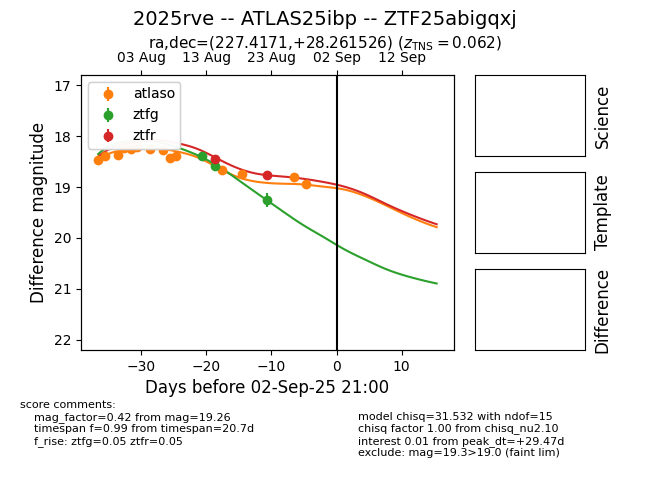 2025rve -- ATLAS25ibp -- ZTF25abigqxj
ra,dec=(227.4171,+28.261526) (z_TNS = 0.062)
03 Aug 13 Aug 23 Aug 02 Sep 12 Sep
atlaso
ztfg
ztfr
17
18
19
20
21
22
Difference magnitude
−30 −20 −10 0 10
Days before 02-Sep-25 21:00
Science
Template
Difference
score comments:
mag_factor=0.42 from mag=19.26
timespan f=0.99 from timespan=20.7d
f_rise: ztfg=0.05 ztfr=0.05
model chisq=31.532 with ndof=15
chisq factor 1.00 from chisq_nu2.10
interest 0.01 from peak_dt=+29.47d
exclude: mag=19.3>19.0 (faint lim)